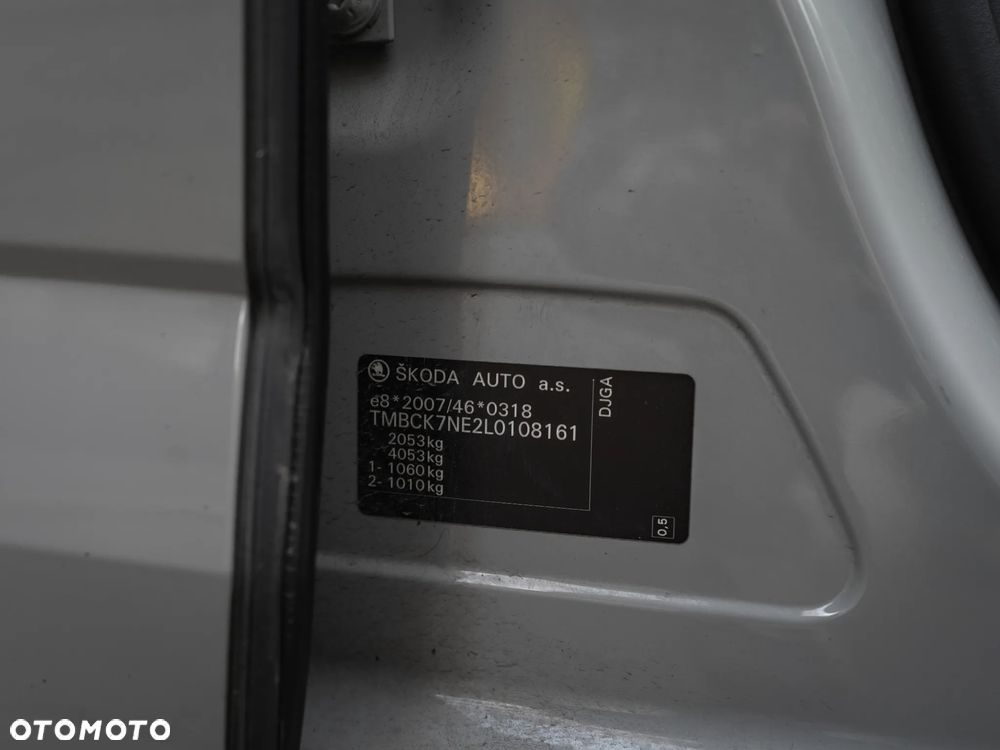 ŠKODA AUTO a.s.
e8*2007/46*0318
TMBCK7NE2L0108161
2053kg
4053kg
1- 1060kg
2- 1010kg
DJGA
0,5
OTOMOTO